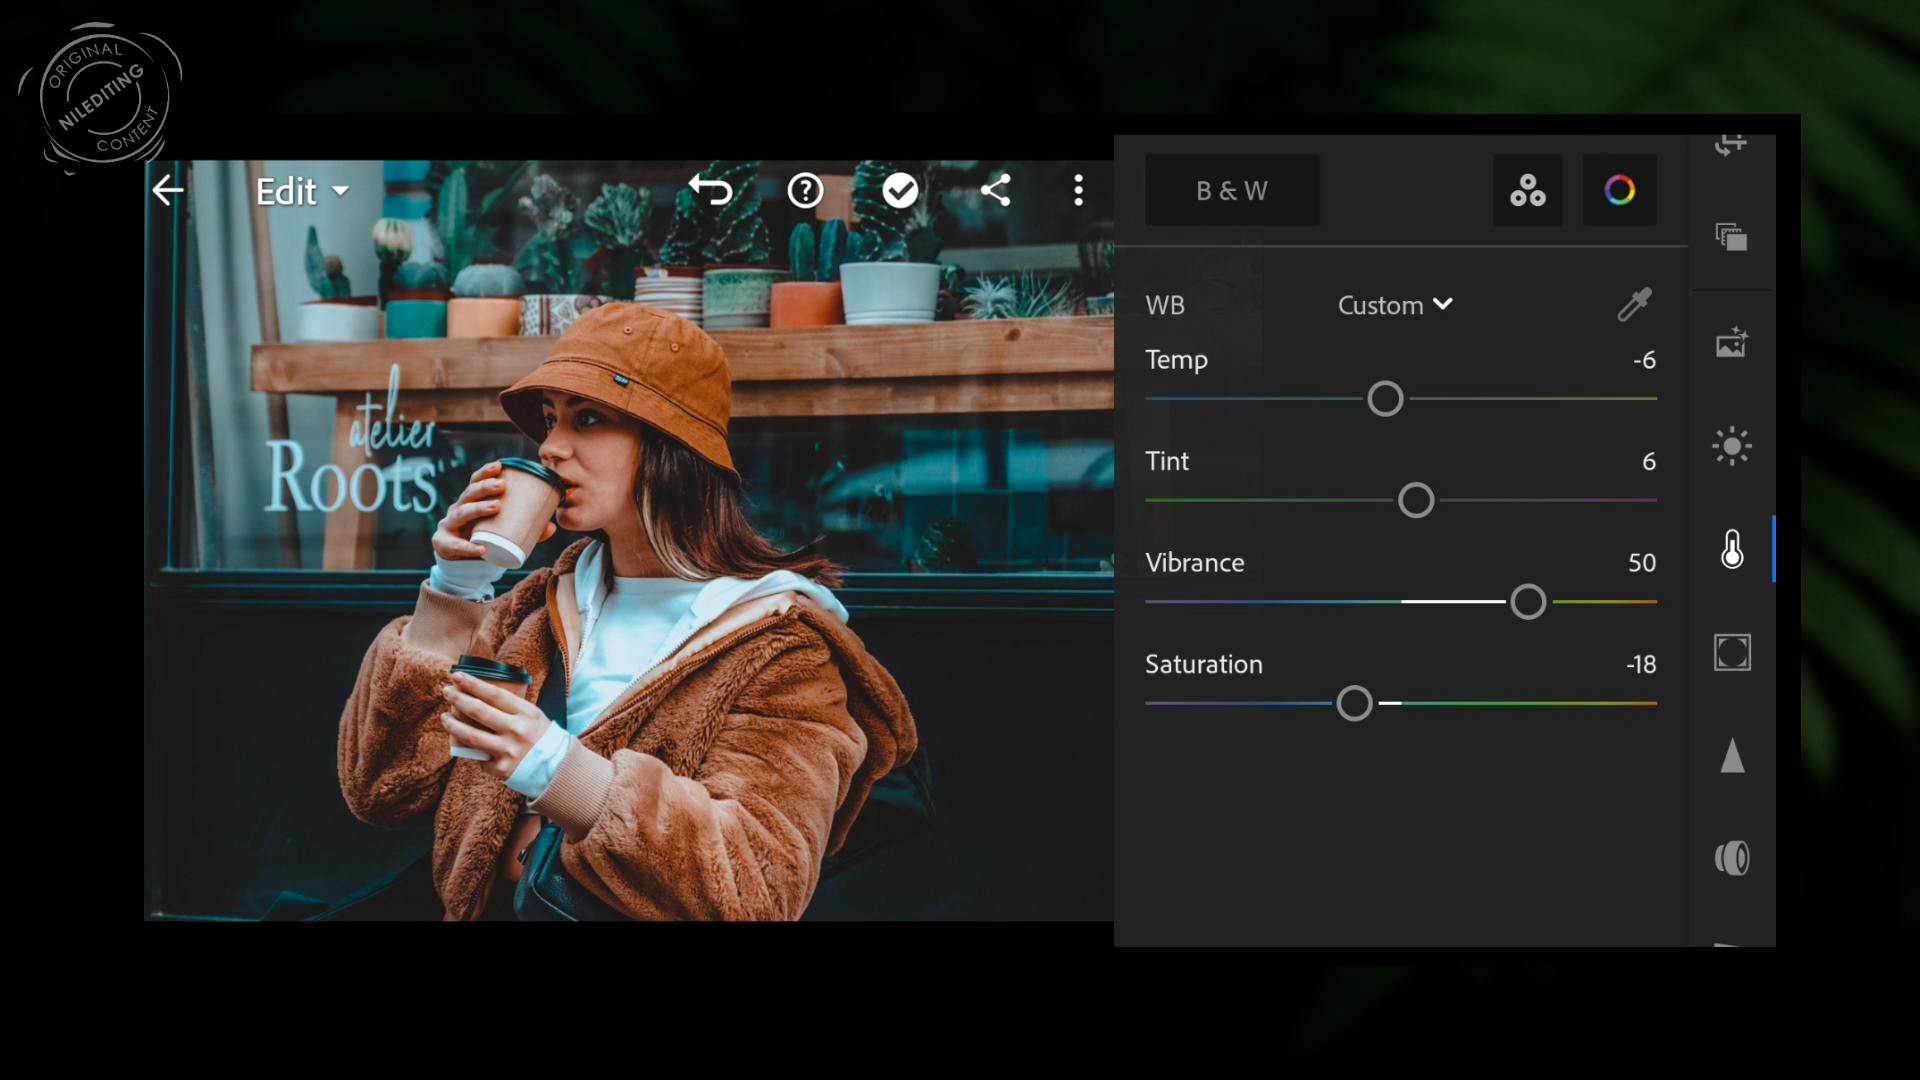 ORIGINAL
NILEDITING
CONTENT
Edit
B & W
WB Custom
Temp -6
Tint 6
Vibrance 50
Saturation -18
atelier
Roots